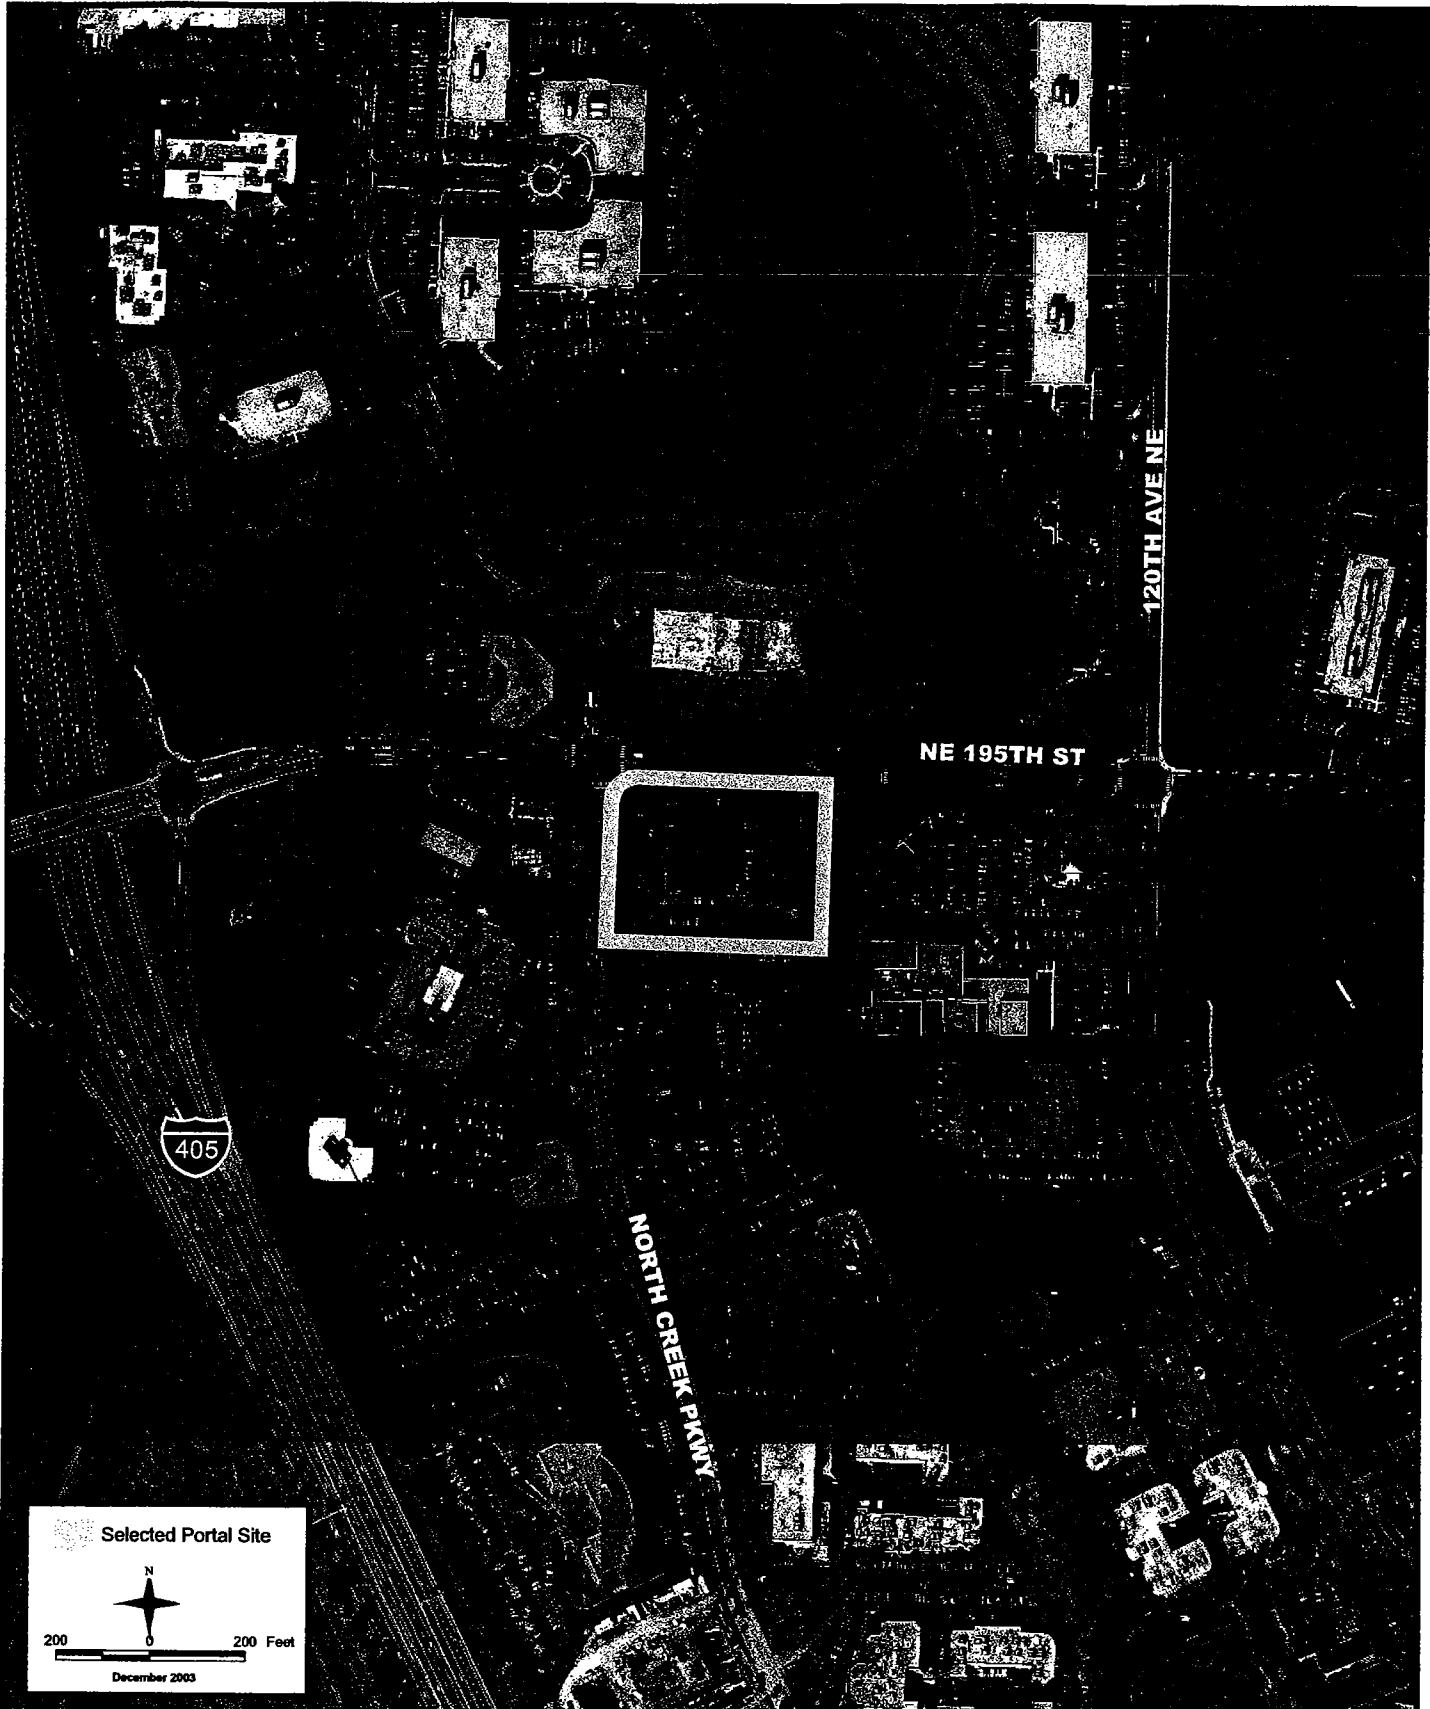 120TH AVE NE
NE 195TH ST
405
NORTH CREEK PKWY
Selected Portal Site
N
200 0 200 Feet
December 2003